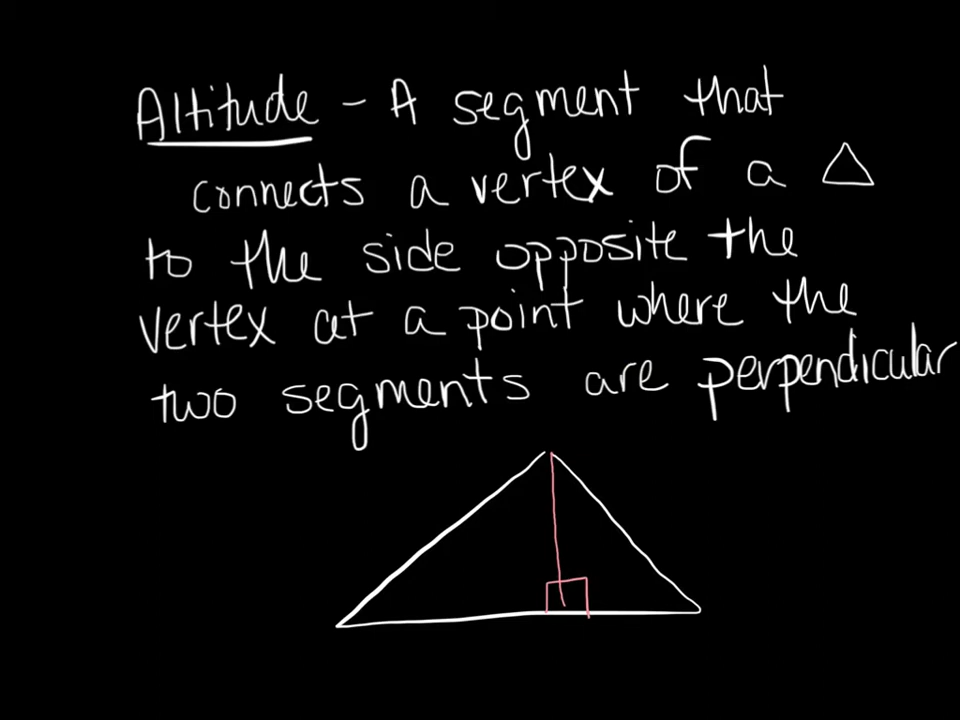 Altitude - A segment that
connects a vertex of a △
to the side opposite the
vertex at a point where the
two segments are perpendicular